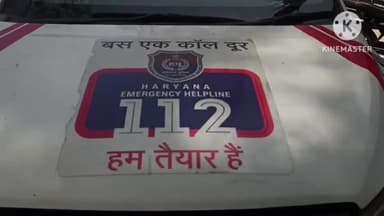 KINEMASTER
बस एक कॉल दूर
HARYANA
EMERGENCY HELPLINE
112
हम तैयार हैं